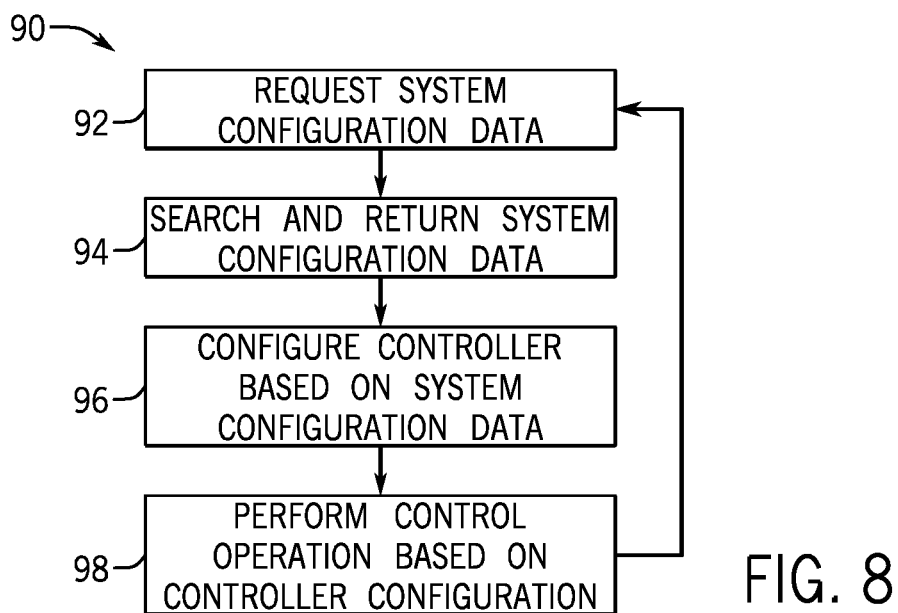 90
92
REQUEST SYSTEM
CONFIGURATION DATA
94
SEARCH AND RETURN SYSTEM
CONFIGURATION DATA
96
CONFIGURE CONTROLLER
BASED ON SYSTEM
CONFIGURATION DATA
98
PERFORM CONTROL
OPERATION BASED ON
CONTROLLER CONFIGURATION
FIG. 8